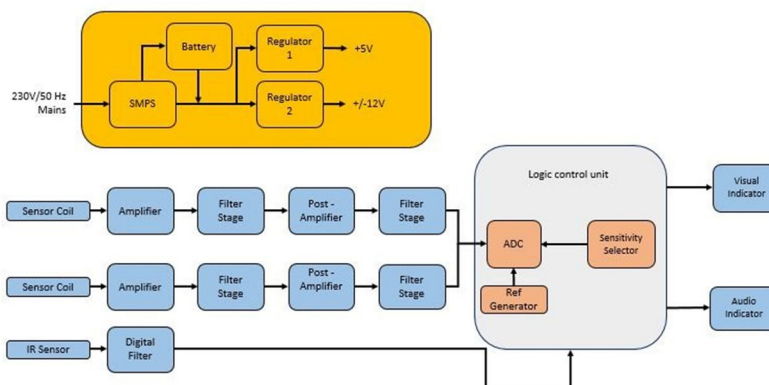 Battery
Regulator
1
+5V
230V/50 Hz
Mains
SMPS
Regulator
2
+/-12V
Logic control unit
Visual
Indicator
Sensor Coil
Amplifier
Filter
Stage
Post -
Amplifier
Filter
Stage
ADC
Sensitivity
Selector
Sensor Coil
Amplifier
Filter
Stage
Post -
Amplifier
Filter
Stage
Ref
Generator
Audio
Indicator
IR Sensor
Digital
Filter